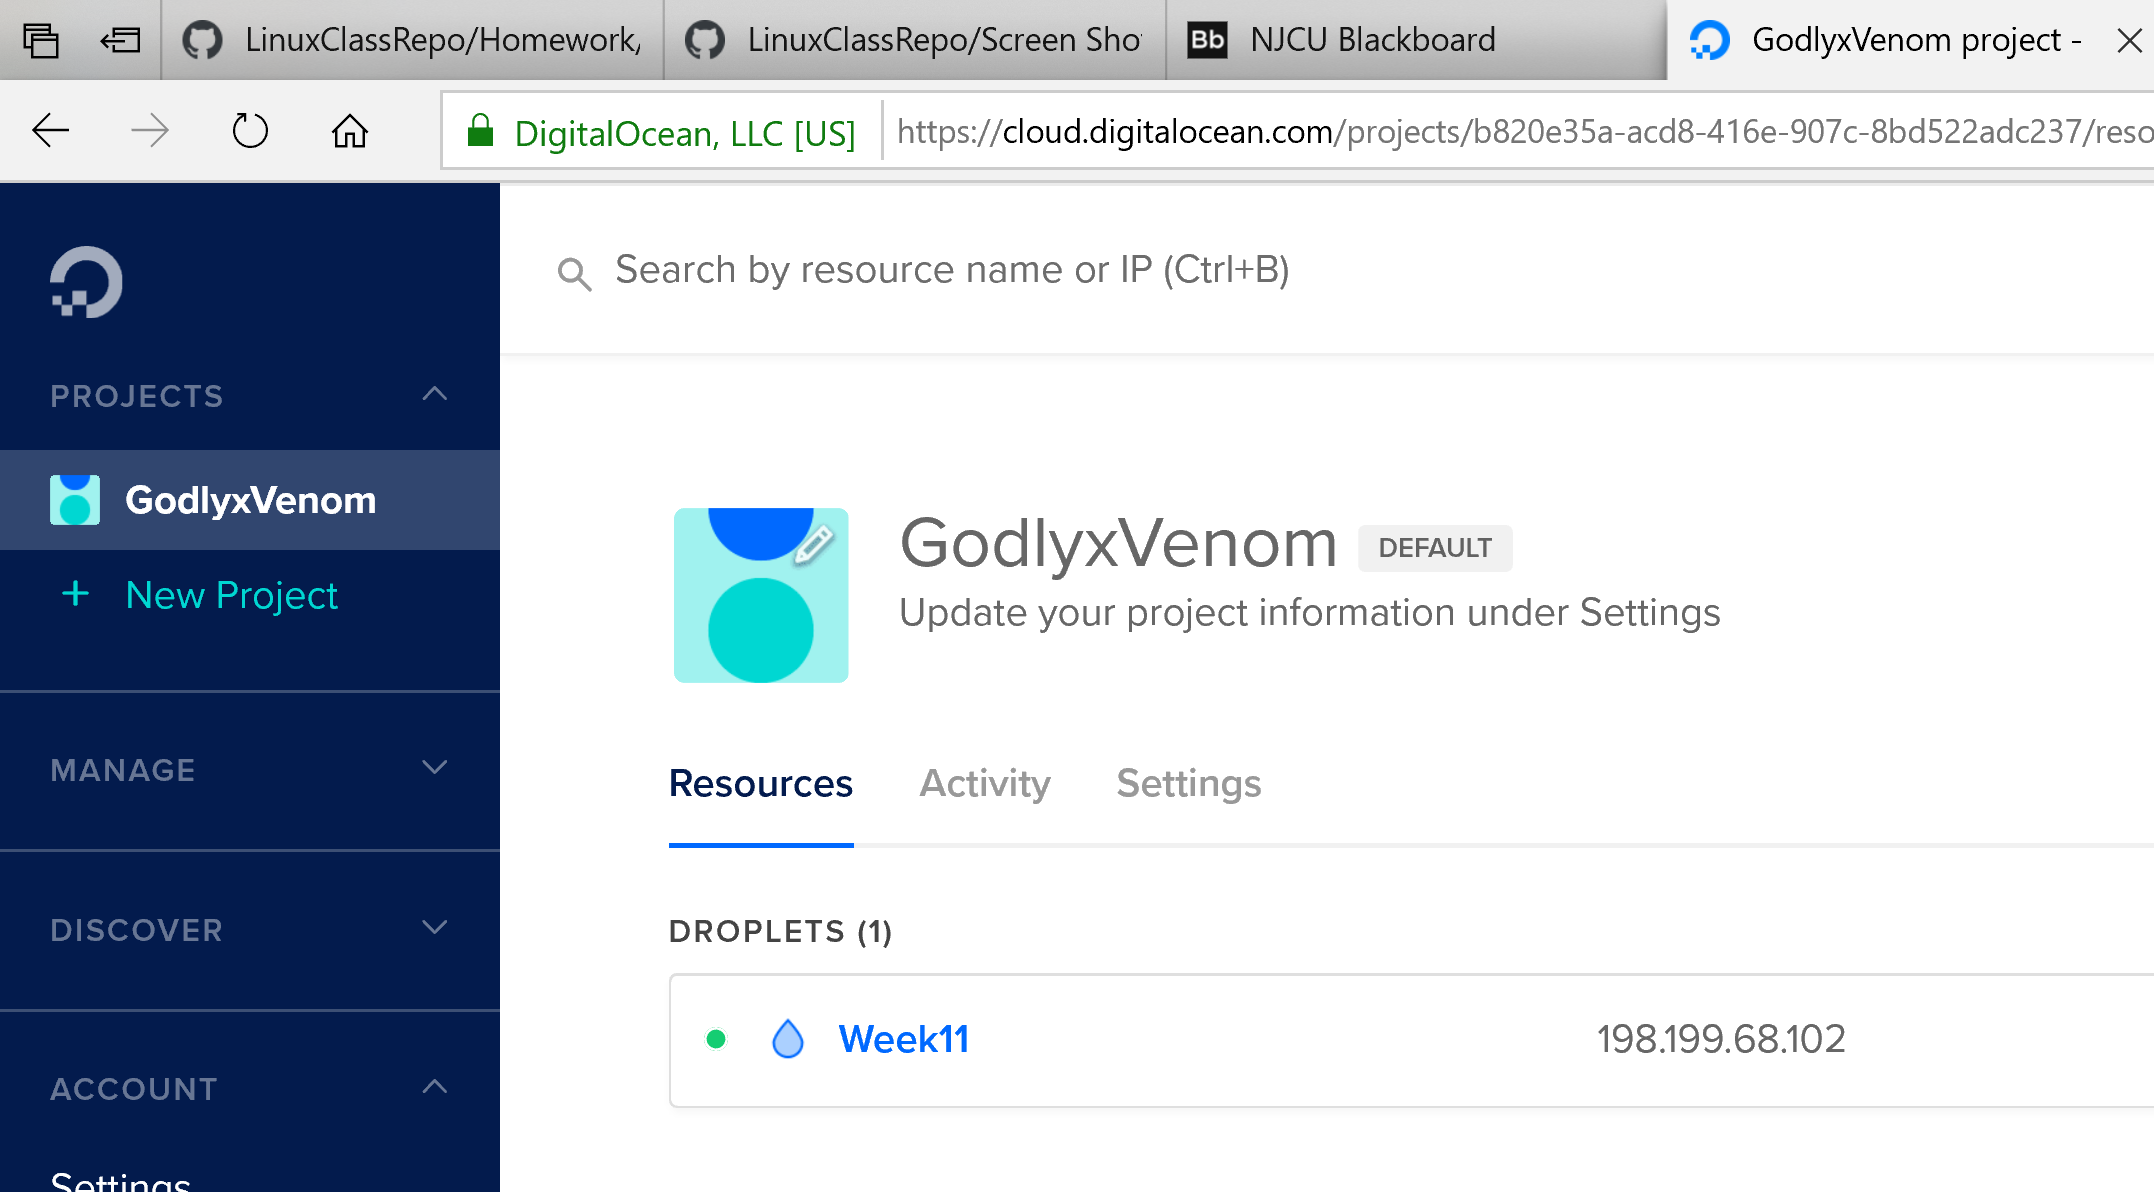 LinuxClassRepo/Homework/
LinuxClassRepo/Screen Sho
Bb NJCU Blackboard
GodlyxVenom project -
DigitalOcean, LLC [US]
https://cloud.digitalocean.com/projects/b820e35a-acd8-416e-907c-8bd522adc237/reso
Search by resource name or IP (Ctrl+B)
PROJECTS
GodlyxVenom
+ New Project
MANAGE
DISCOVER
ACCOUNT
Settings
GodlyxVenom DEFAULT
Update your project information under Settings
Resources Activity Settings
DROPLETS (1)
Week11 198.199.68.102